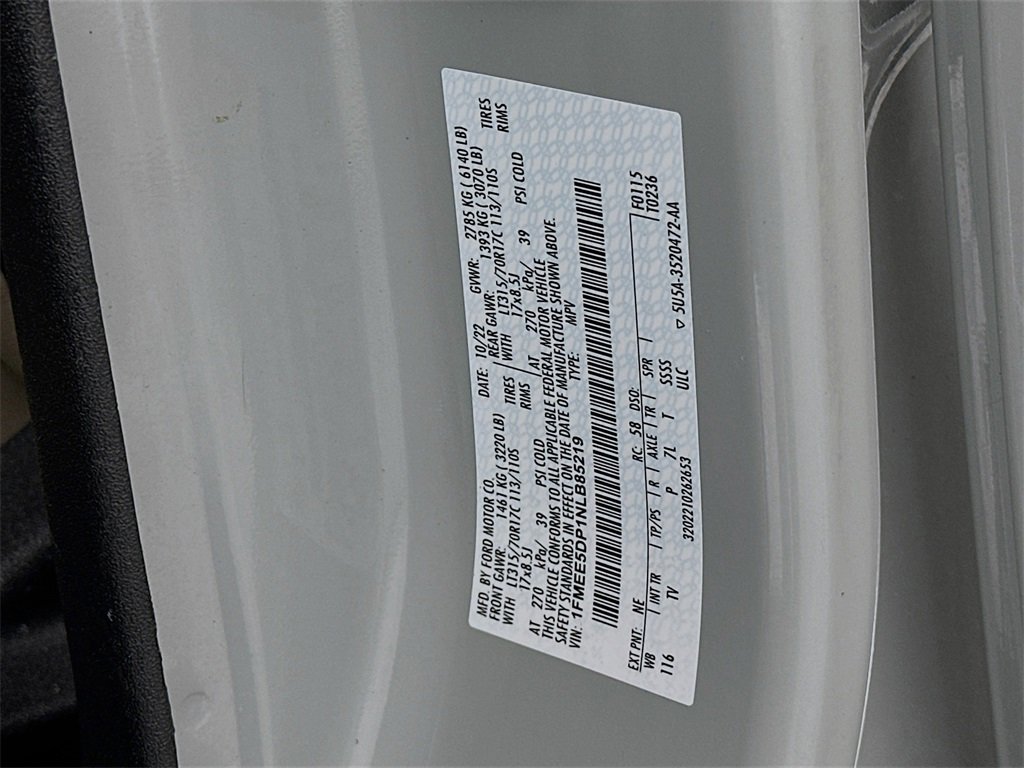 MFD. BY FORD MOTOR CO. DATE: 10/22 GVWR: 2785 KG ( 6140 LB)
FRONT GAWR: 1461 KG ( 3220 LB) REAR GAWR: 1393 KG ( 3070 LB)
WITH LT315/70R17C 113/110S TIRES WITH LT315/70R17C 113/110S TIRES
17x8.5J RIMS 17x8.5J RIMS
AT 270 kPa/ 39 PSI COLD AT 270 kPa/ 39 PSI COLD
THIS VEHICLE CONFORMS TO ALL APPLICABLE FEDERAL MOTOR VEHICLE
SAFETY STANDARDS IN EFFECT ON THE DATE OF MANUFACTURE SHOWN ABOVE.
VIN: 1FMEE5DP1NLB85219 TYPE: MPV
EXT PNT: NE RC: 58 DSO: F0115
WB INT TR TP/PS R AXLE TR SPR T0236
116 TV P 7L T SSSS
3202210262653 ULC ▽ 5U5A-3520472-AA